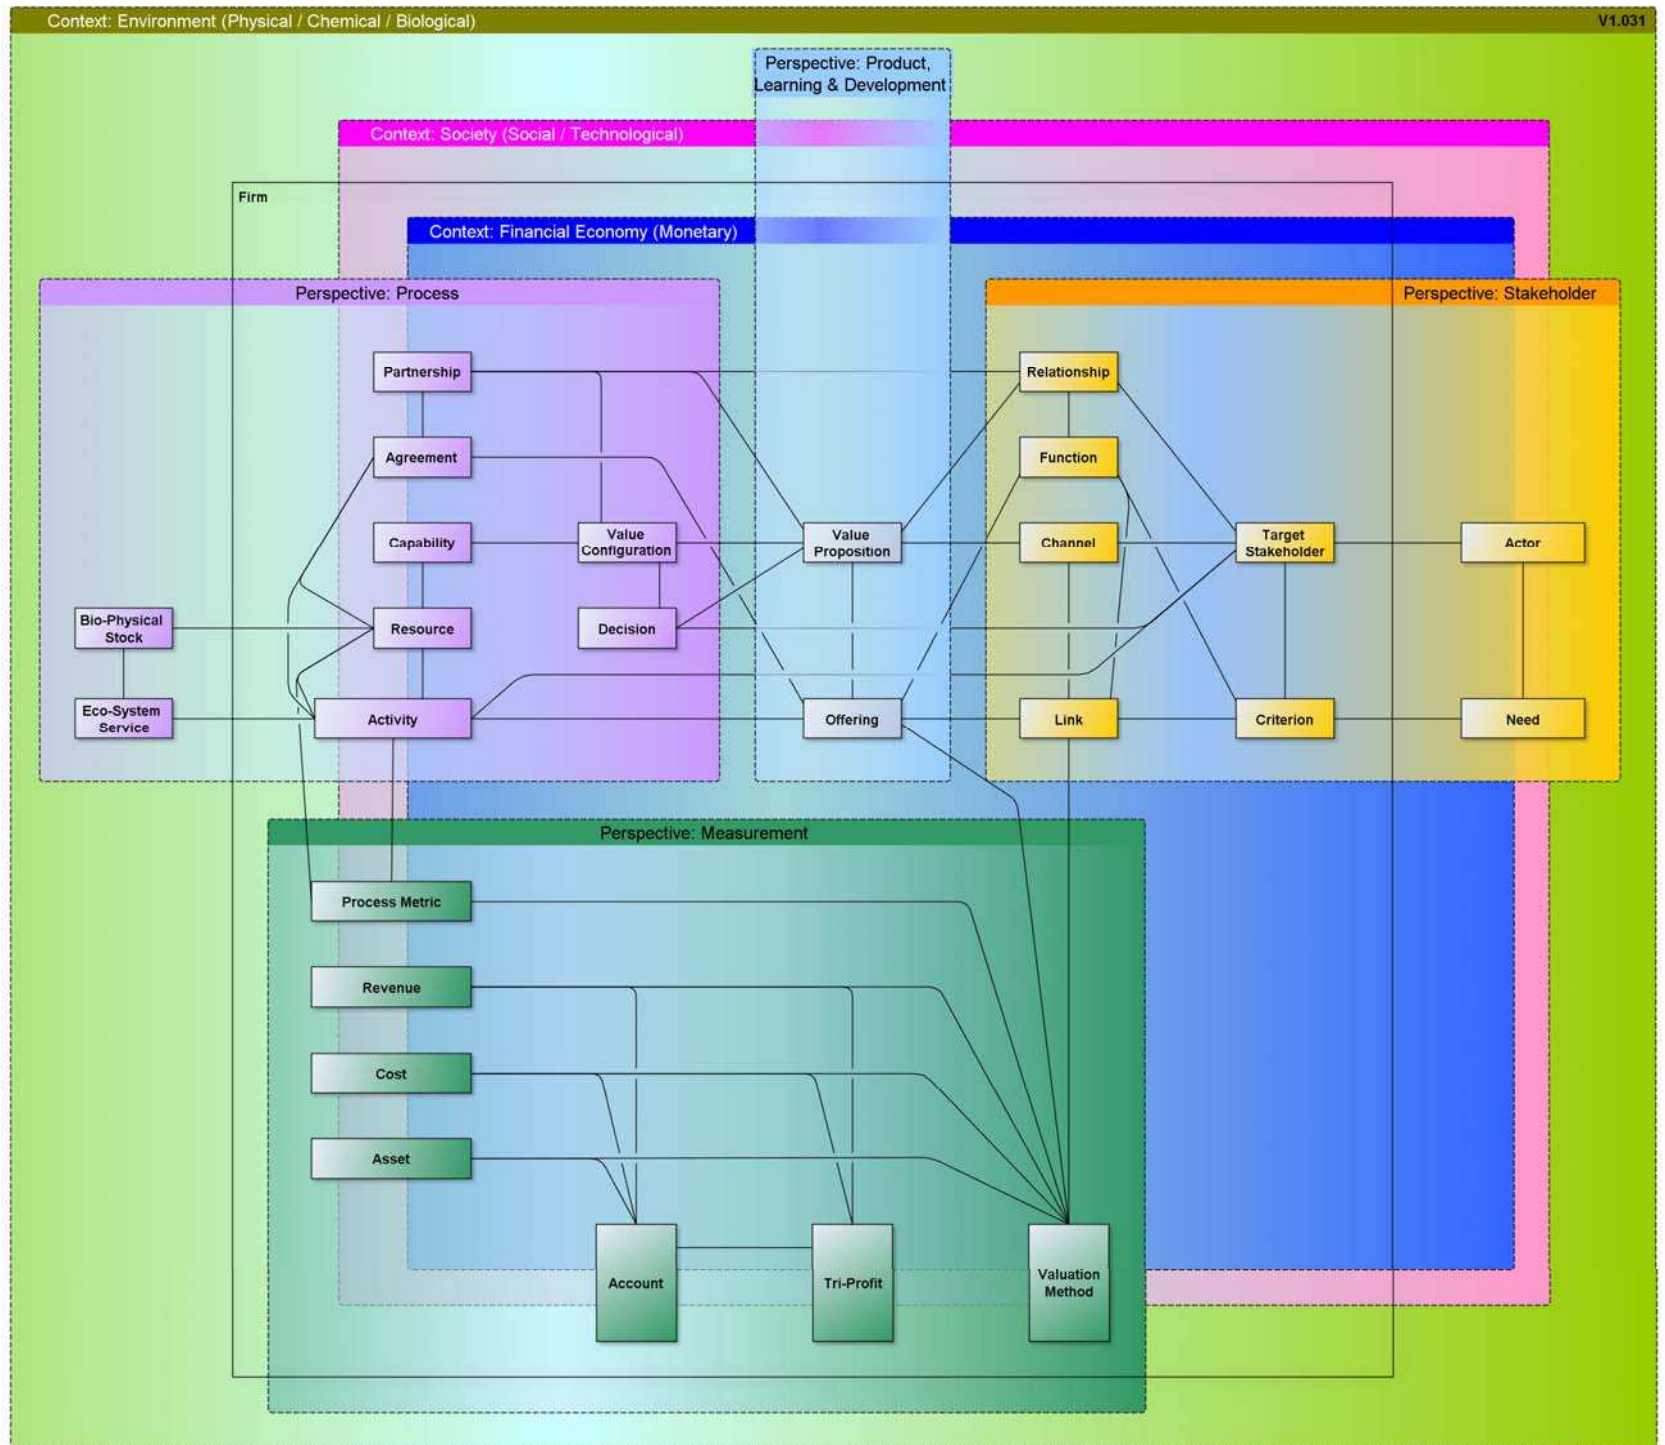 Context: Environment (Physical / Chemical / Biological)
V1.031
Perspective: Product,
Learning & Development
Context: Society (Social / Technological)
Firm
Context: Financial Economy (Monetary)
Perspective: Process
Perspective: Stakeholder
Partnership
Relationship
Agreement
Function
Capability
Value
Configuration
Value
Proposition
Channel
Target
Stakeholder
Actor
Bio-Physical
Stock
Resource
Decision
Eco-System
Service
Activity
Offering
Link
Criterion
Need
Perspective: Measurement
Process Metric
Revenue
Cost
Asset
Account
Tri-Profit
Valuation
Method